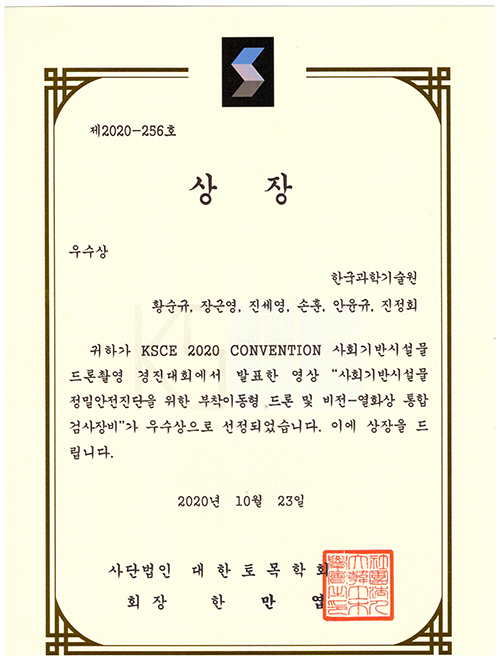 제2020-256호
상 장
우수상
한국과학기술원
황순규, 장근영, 진세영, 손훈, 안윤규, 진정회
귀하가 KSCE 2020 CONVENTION 사회기반시설물
드론촬영 경진대회에서 발표한 영상 “사회기반시설물
정밀안전진단을 위한 부착이동형 드론 및 비전-열화상 통합
검사장비”가 우수상으로 선정되었습니다. 이에 상장을 드
립니다.
2020년 10월 23일
사단법인 대한토목학회
회장 한 만 엽